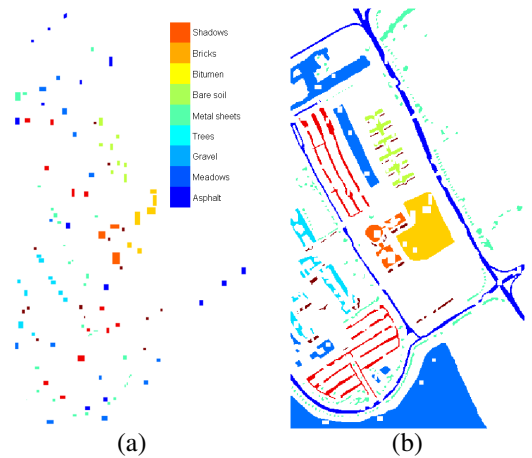 Shadows
Bricks
Bitumen
Bare soil
Metal sheets
Trees
Gravel
Meadows
Asphalt
(a)
(b)